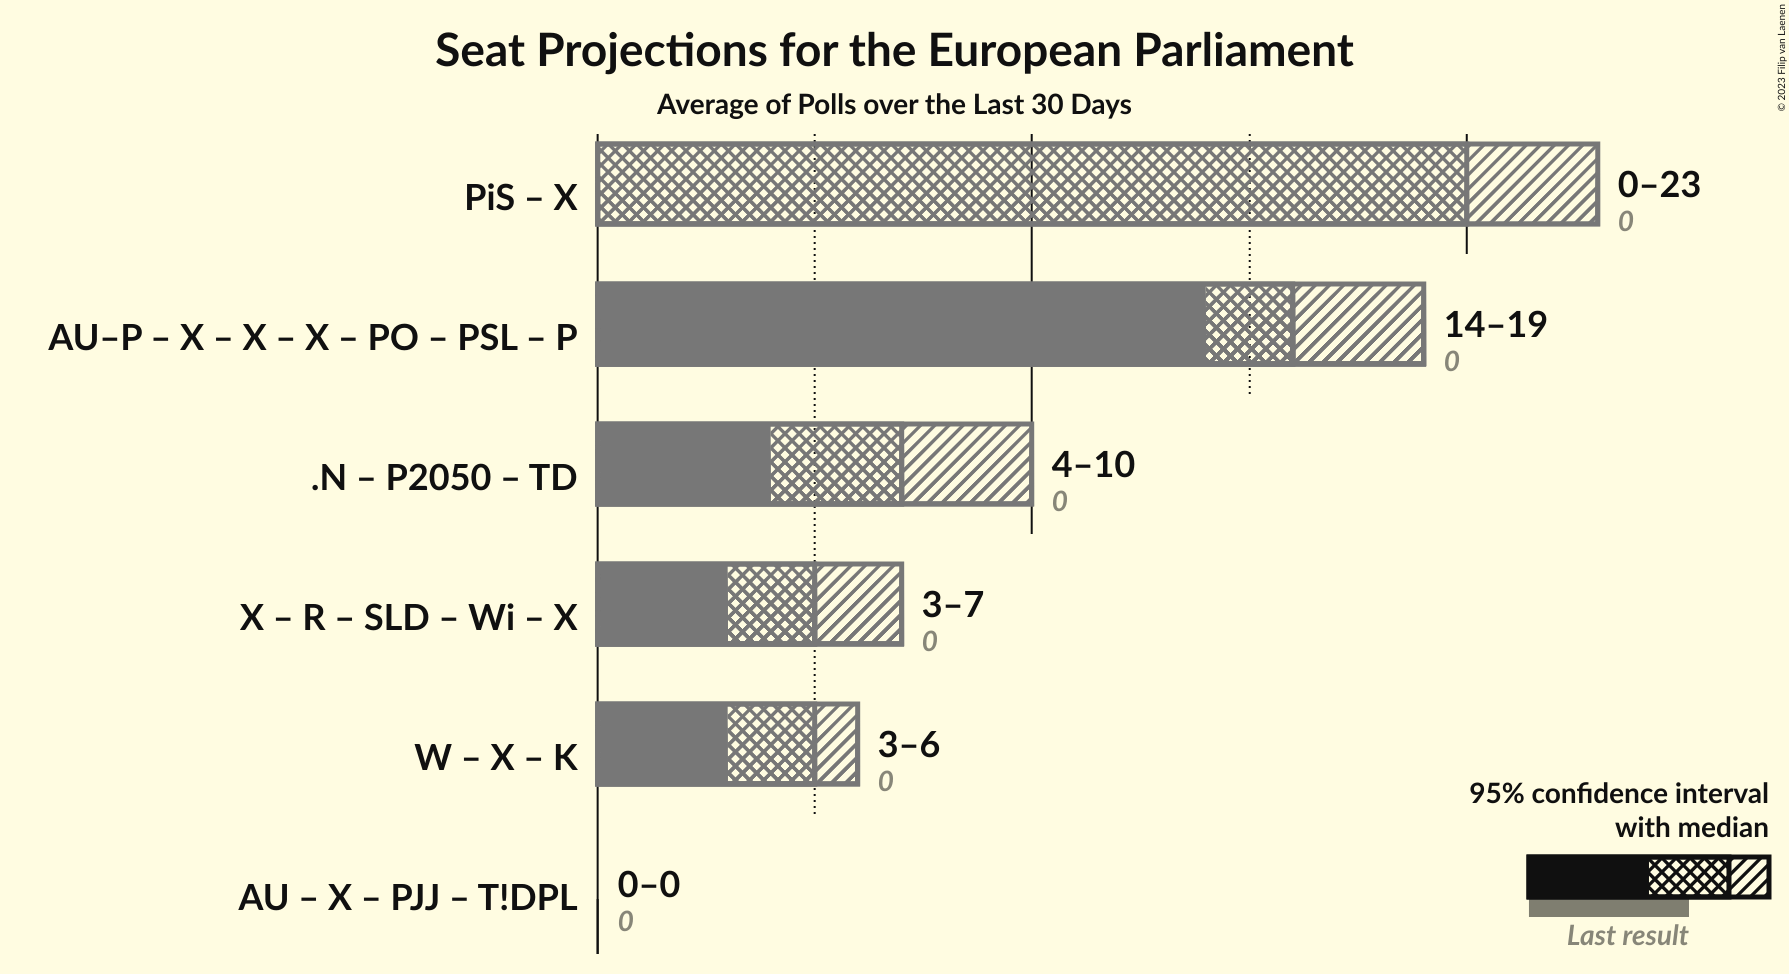 Seat Projections for the European Parliament
Average of Polls over the Last 30 Days
© 2023 Filip van Laenen
PiS – X
0–23
0
AU–P – X – X – X – PO – PSL – P
14–19
0
.N – P2050 – TD
4–10
0
X – R – SLD – Wi – X
3–7
0
W – X – K
3–6
0
AU – X – PJJ – T!DPL
0–0
0
95% confidence interval
with median
Last result